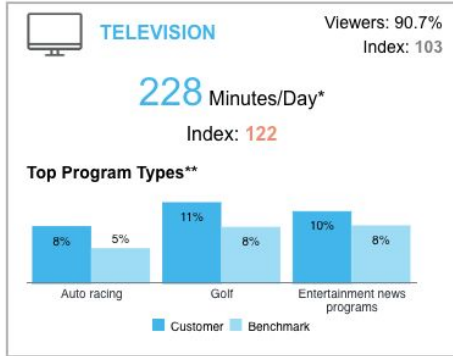 TELEVISION
Viewers: 90.7%
Index: 103
228 Minutes/Day*
Index: 122
Top Program Types**
8%
5%
11%
8%
10%
8%
Auto racing
Golf
Entertainment news
programs
Customer
Benchmark